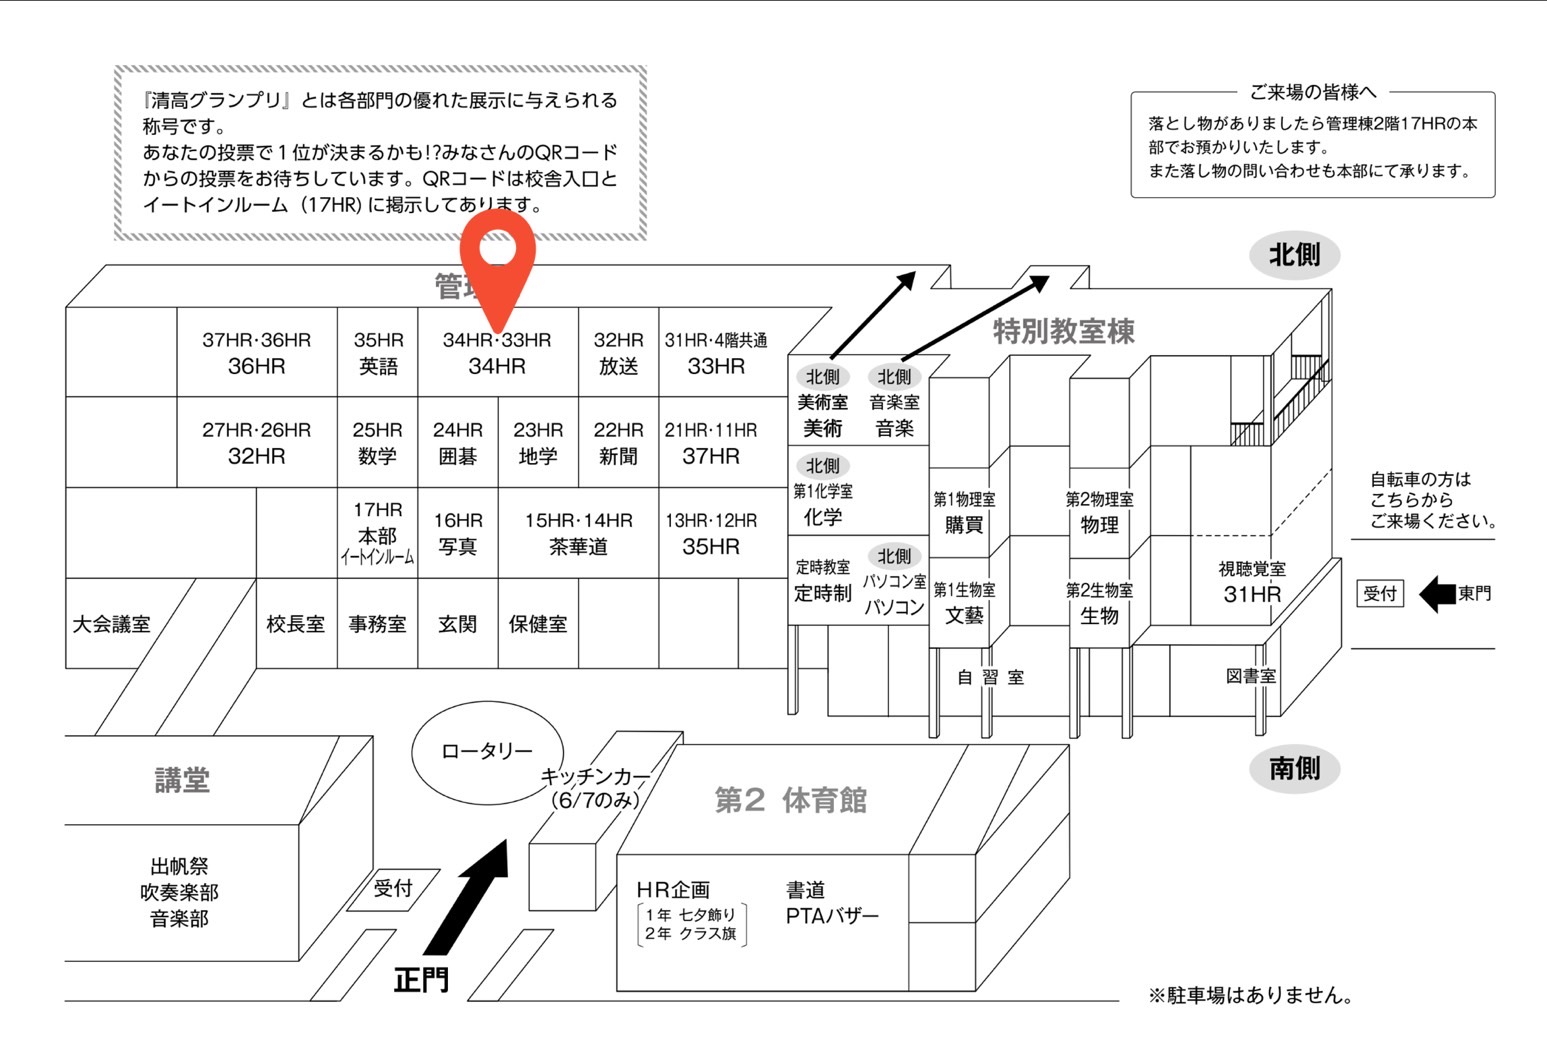 『清高グランプリ』とは各部門の優れた展示に与えられる
称号です。
あなたの投票で１位が決まるかも!?みなさんのQRコード
からの投票をお待ちしています。QRコードは校舎入口と
イートインルーム（17HR)に掲示してあります。
ご来場の皆様へ
落とし物がありましたら管理棟2階17HRの本
部でお預かりいたします。
また落し物の問い合わせも本部にて承ります。
北側
管理
特別教室棟
37HR・36HR
36HR
35HR
英語
34HR・33HR
34HR
32HR
放送
31HR・4階共通
33HR
北側
美術室
美術
北側
音楽室
音楽
27HR・26HR
32HR
25HR
数学
24HR
囲碁
23HR
地学
22HR
新聞
21HR・11HR
37HR
北側
第1化学室
化学
第1物理室
購買
第2物理室
物理
自転車の方は
こちらから
ご来場ください。
17HR
本部
イートインルーム
16HR
写真
15HR・14HR
茶華道
13HR・12HR
35HR
定時教室
定時制
北側
パソコン室
パソコン
第1生物室
文藝
第2生物室
生物
視聴覚室
31HR
受付
東門
大会議室
校長室
事務室
玄関
保健室
自習室
図書室
南側
ロータリー
キッチンカー
（6/7のみ）
講堂
出帆祭
吹奏楽部
音楽部
受付
正門
第2 体育館
HR企画
1年 七夕飾り
2年 クラス旗
書道
PTAバザー
※駐車場はありません。